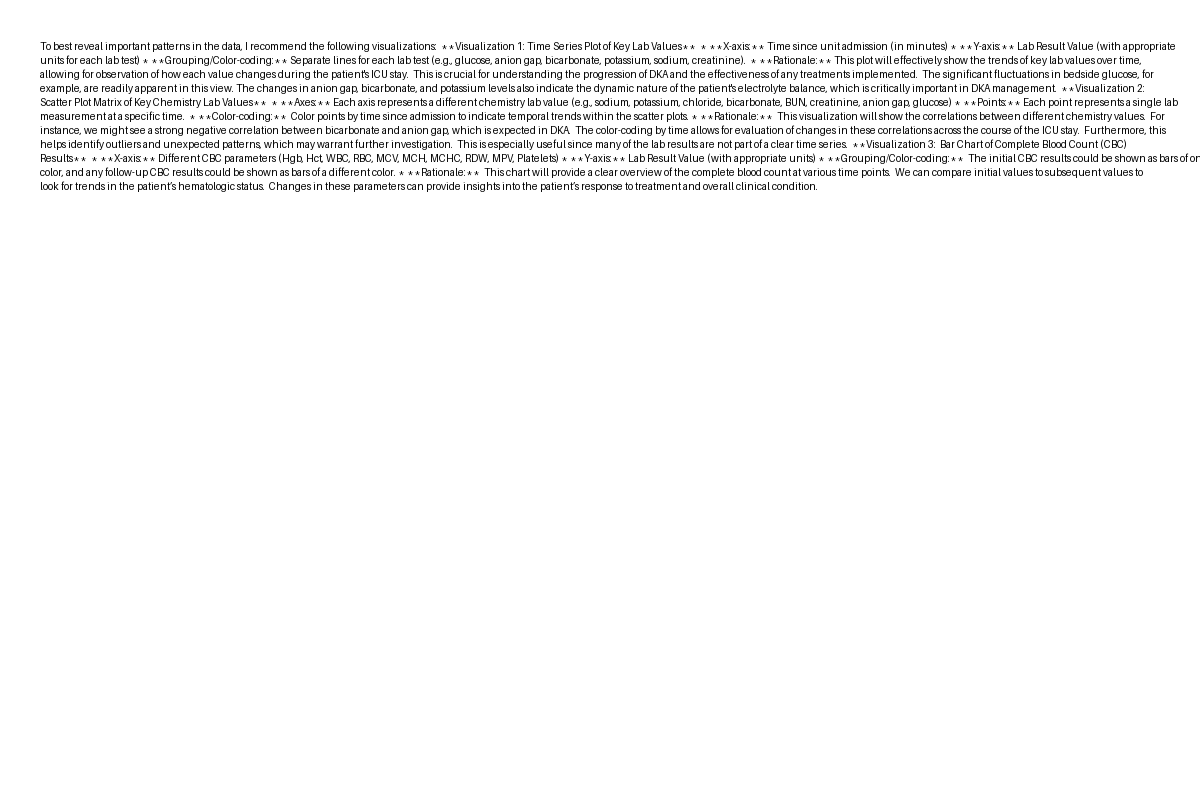 To best reveal important patterns in the data, I recommend the following visualizations:  **Visualization 1: Time Series Plot of Key Lab Values**  * **X-axis:** Time since unit admission (in minutes) * **Y-axis:** Lab Result Value (with appropriate
units for each lab test) * **Grouping/Color-coding:** Separate lines for each lab test (e.g., glucose, anion gap, bicarbonate, potassium, sodium, creatinine).  * **Rationale:** This plot will effectively show the trends of key lab values over time,
allowing for observation of how each value changes during the patient's ICU stay.  This is crucial for understanding the progression of DKA and the effectiveness of any treatments implemented.  The significant fluctuations in bedside glucose, for
example, are readily apparent in this view. The changes in anion gap, bicarbonate, and potassium levels also indicate the dynamic nature of the patient's electrolyte balance, which is critically important in DKA management.  **Visualization 2:
Scatter Plot Matrix of Key Chemistry Lab Values**  * **Axes:** Each axis represents a different chemistry lab value (e.g., sodium, potassium, chloride, bicarbonate, BUN, creatinine, anion gap, glucose) * **Points:** Each point represents a single lab
measurement at a specific time.  * **Color-coding:** Color points by time since admission to indicate temporal trends within the scatter plots. * **Rationale:**  This visualization will show the correlations between different chemistry values.  For
instance, we might see a strong negative correlation between bicarbonate and anion gap, which is expected in DKA.  The color-coding by time allows for evaluation of changes in these correlations across the course of the ICU stay.  Furthermore, this
helps identify outliers and unexpected patterns, which may warrant further investigation.  This is especially useful since many of the lab results are not part of a clear time series.  **Visualization 3:  Bar Chart of Complete Blood Count (CBC)
Results**  * **X-axis:** Different CBC parameters (Hgb, Hct, WBC, RBC, MCV, MCH, MCHC, RDW, MPV, Platelets) * **Y-axis:** Lab Result Value (with appropriate units) * **Grouping/Color-coding:**  The initial CBC results could be shown as bars of
color, and any follow-up CBC results could be shown as bars of a different color. * **Rationale:**  This chart will provide a clear overview of the complete blood count at various time points.  We can compare initial values to subsequent values to
look for trends in the patient's hematologic status.  Changes in these parameters can provide insights into the patient's response to treatment and overall clinical condition.